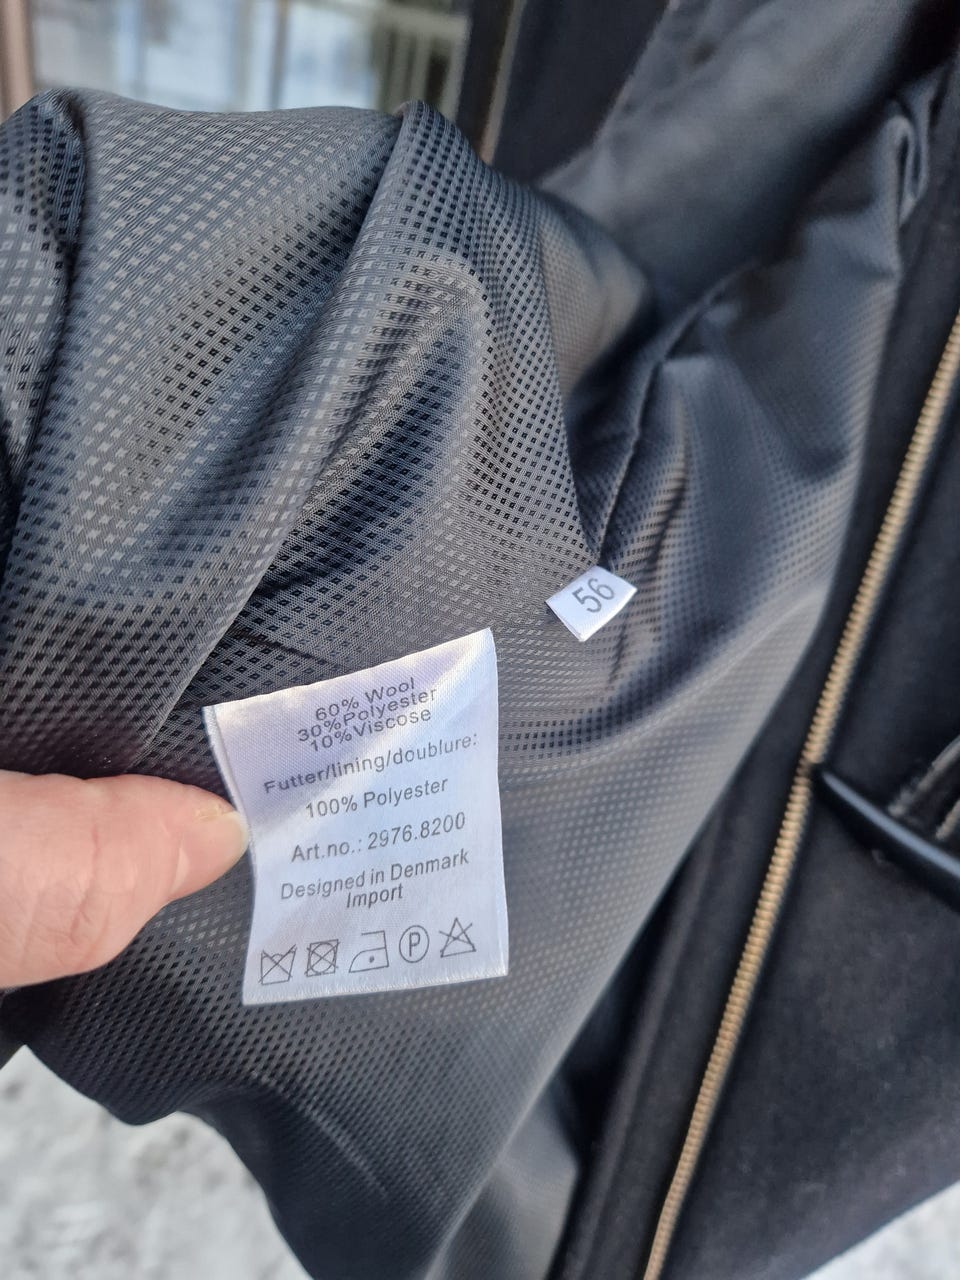 56
60% Wool
30%Polyester
10%Viscose
Futter/lining/doublure:
100% Polyester
Art.no.: 2976.8200
Designed in Denmark
Import
P